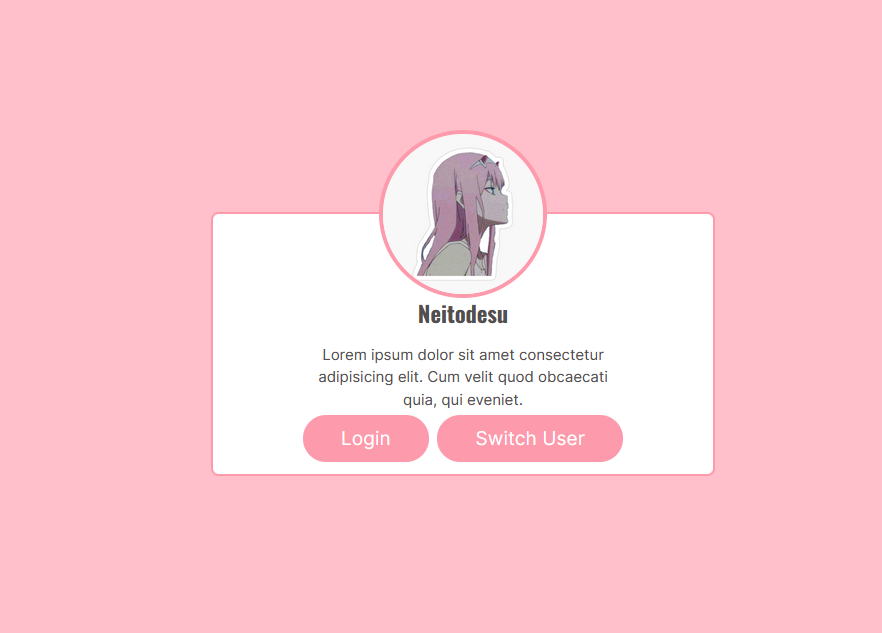 Neitodesu
Lorem ipsum dolor sit amet consectetur
adipisicing elit. Cum velit quod obcaecati
quia, qui eveniet.
Login
Switch User